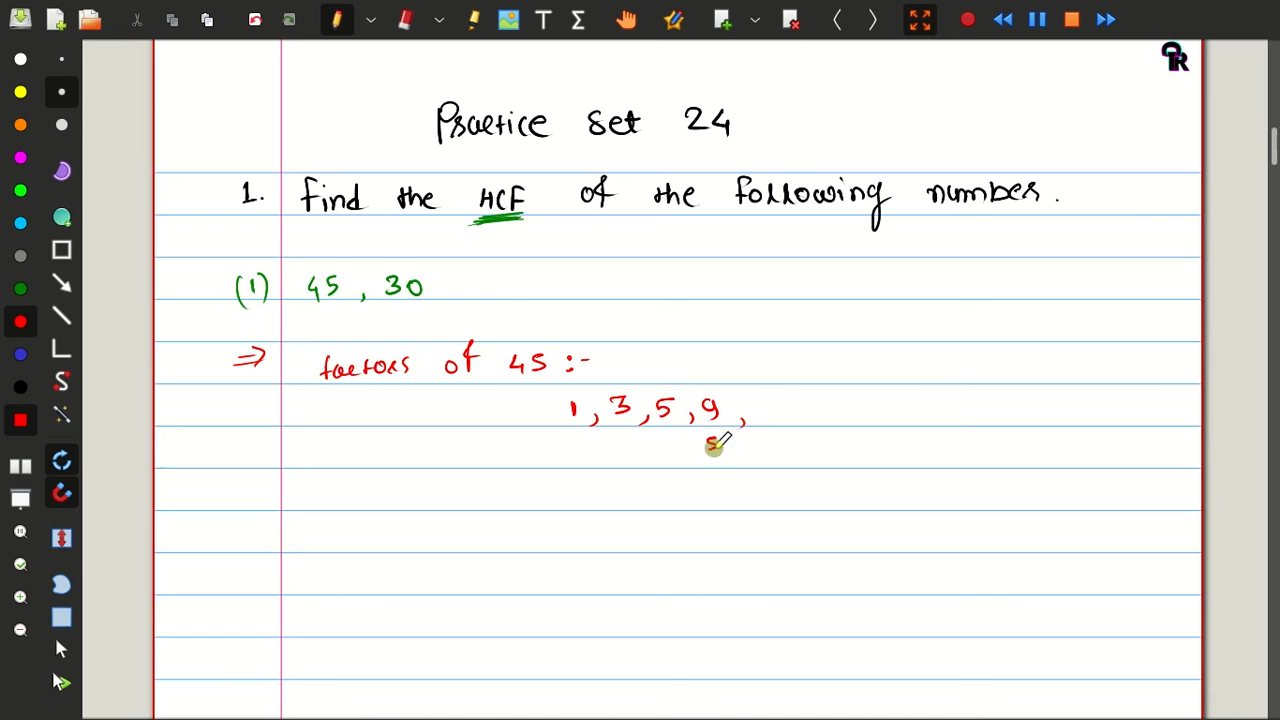 Practice Set 24
1. Find the HCF of the following numbers.
(1) 45, 30
⇒ factors of 45 :-
1, 3, 5, 9,
5